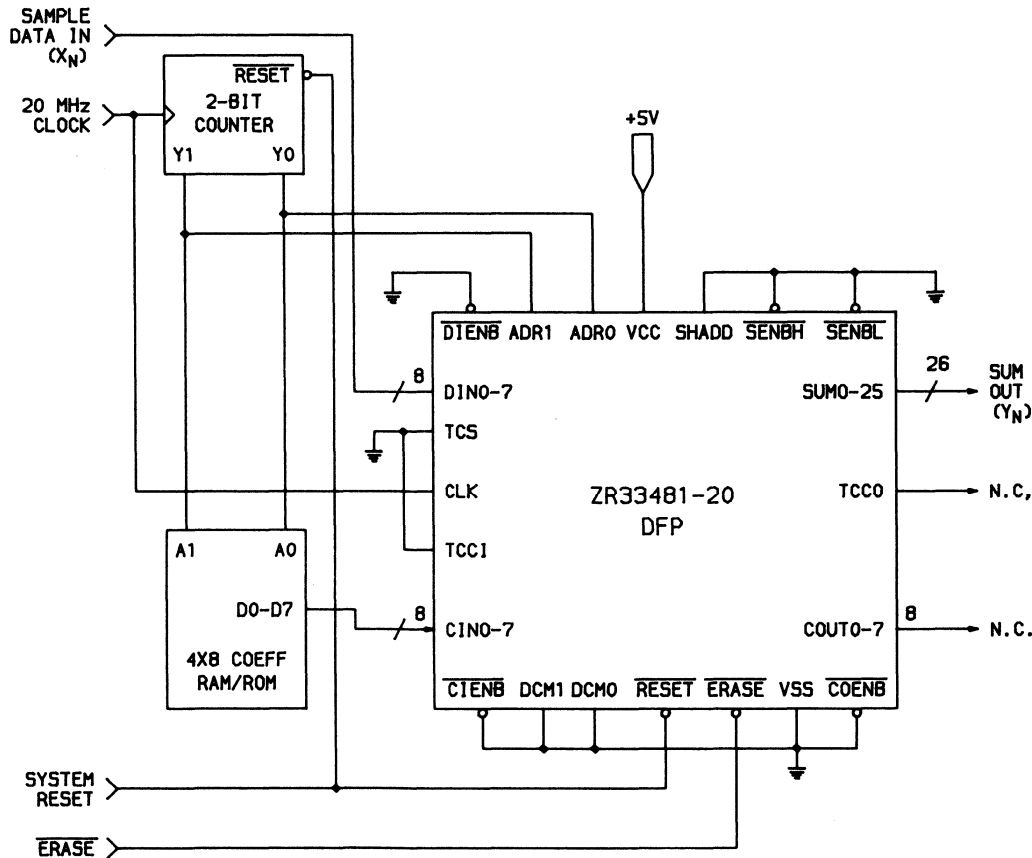 SAMPLE
DATA IN
(XN)
RESET
2-BIT
COUNTER
20 MHz
CLOCK
Y1 Y0
+5V
DIENB ADR1 ADR0 VCC SHADD SENBH SENBL
8
DIN0-7
SUM0-25
26
SUM
OUT
(YN)
TCS
CLK
ZR33481-20
DFP
TCCO
N.C,
TCCI
A1 A0
D0-D7
8
CIN0-7
COUT0-7
8
N.C.
4X8 COEFF
RAM/ROM
CIENB DCM1 DCM0 RESET ERASE VSS COENB
SYSTEM
RESET
ERASE